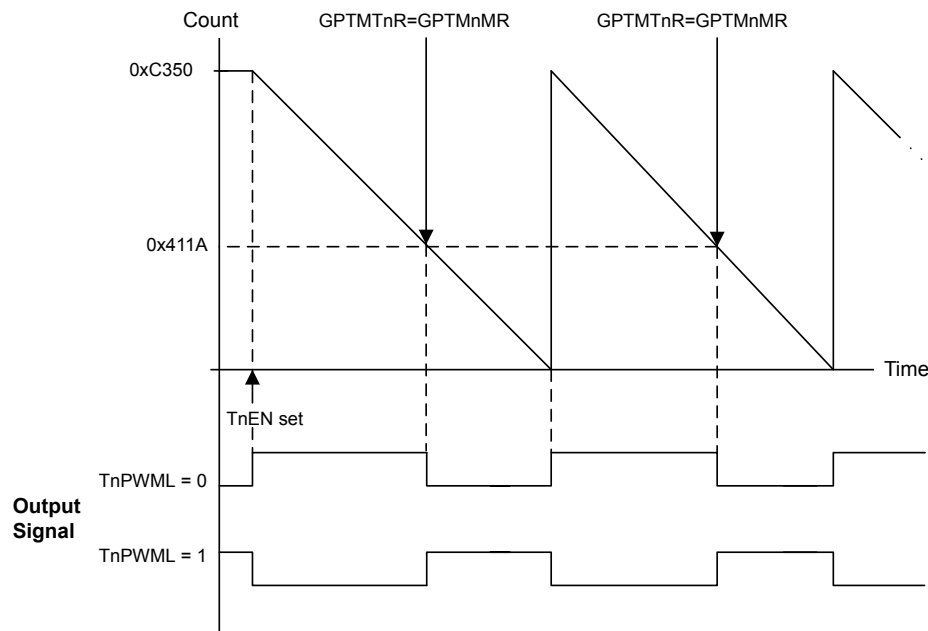 Count
GPTMTnR=GPTMnMR
GPTMTnR=GPTMnMR
0xC350
0x411A
Time
TnEN set
TnPWML = 0
Output
Signal
TnPWML = 1